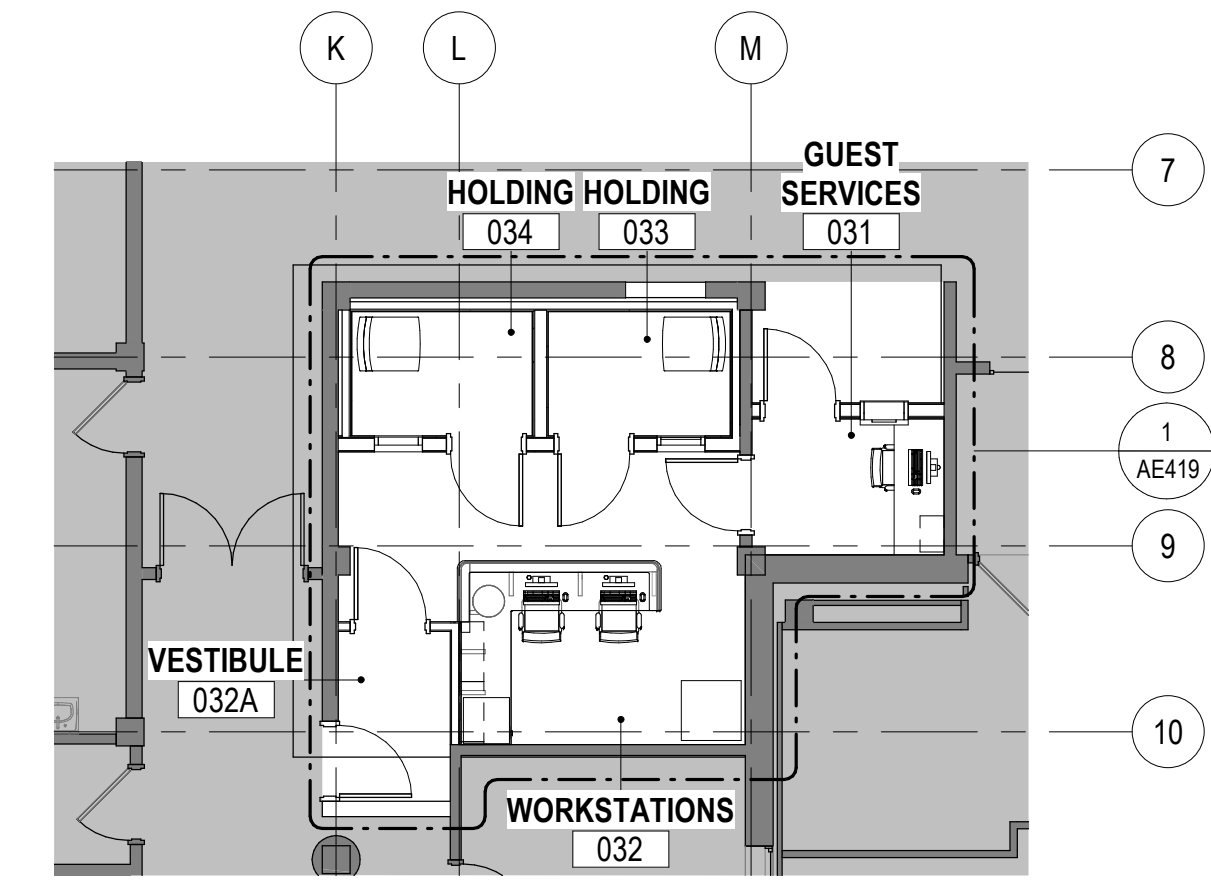 K
L
M
7
GUEST
SERVICES
031
HOLDING
034
HOLDING
033
8
1
AE419
9
VESTIBULE
032A
10
WORKSTATIONS
032